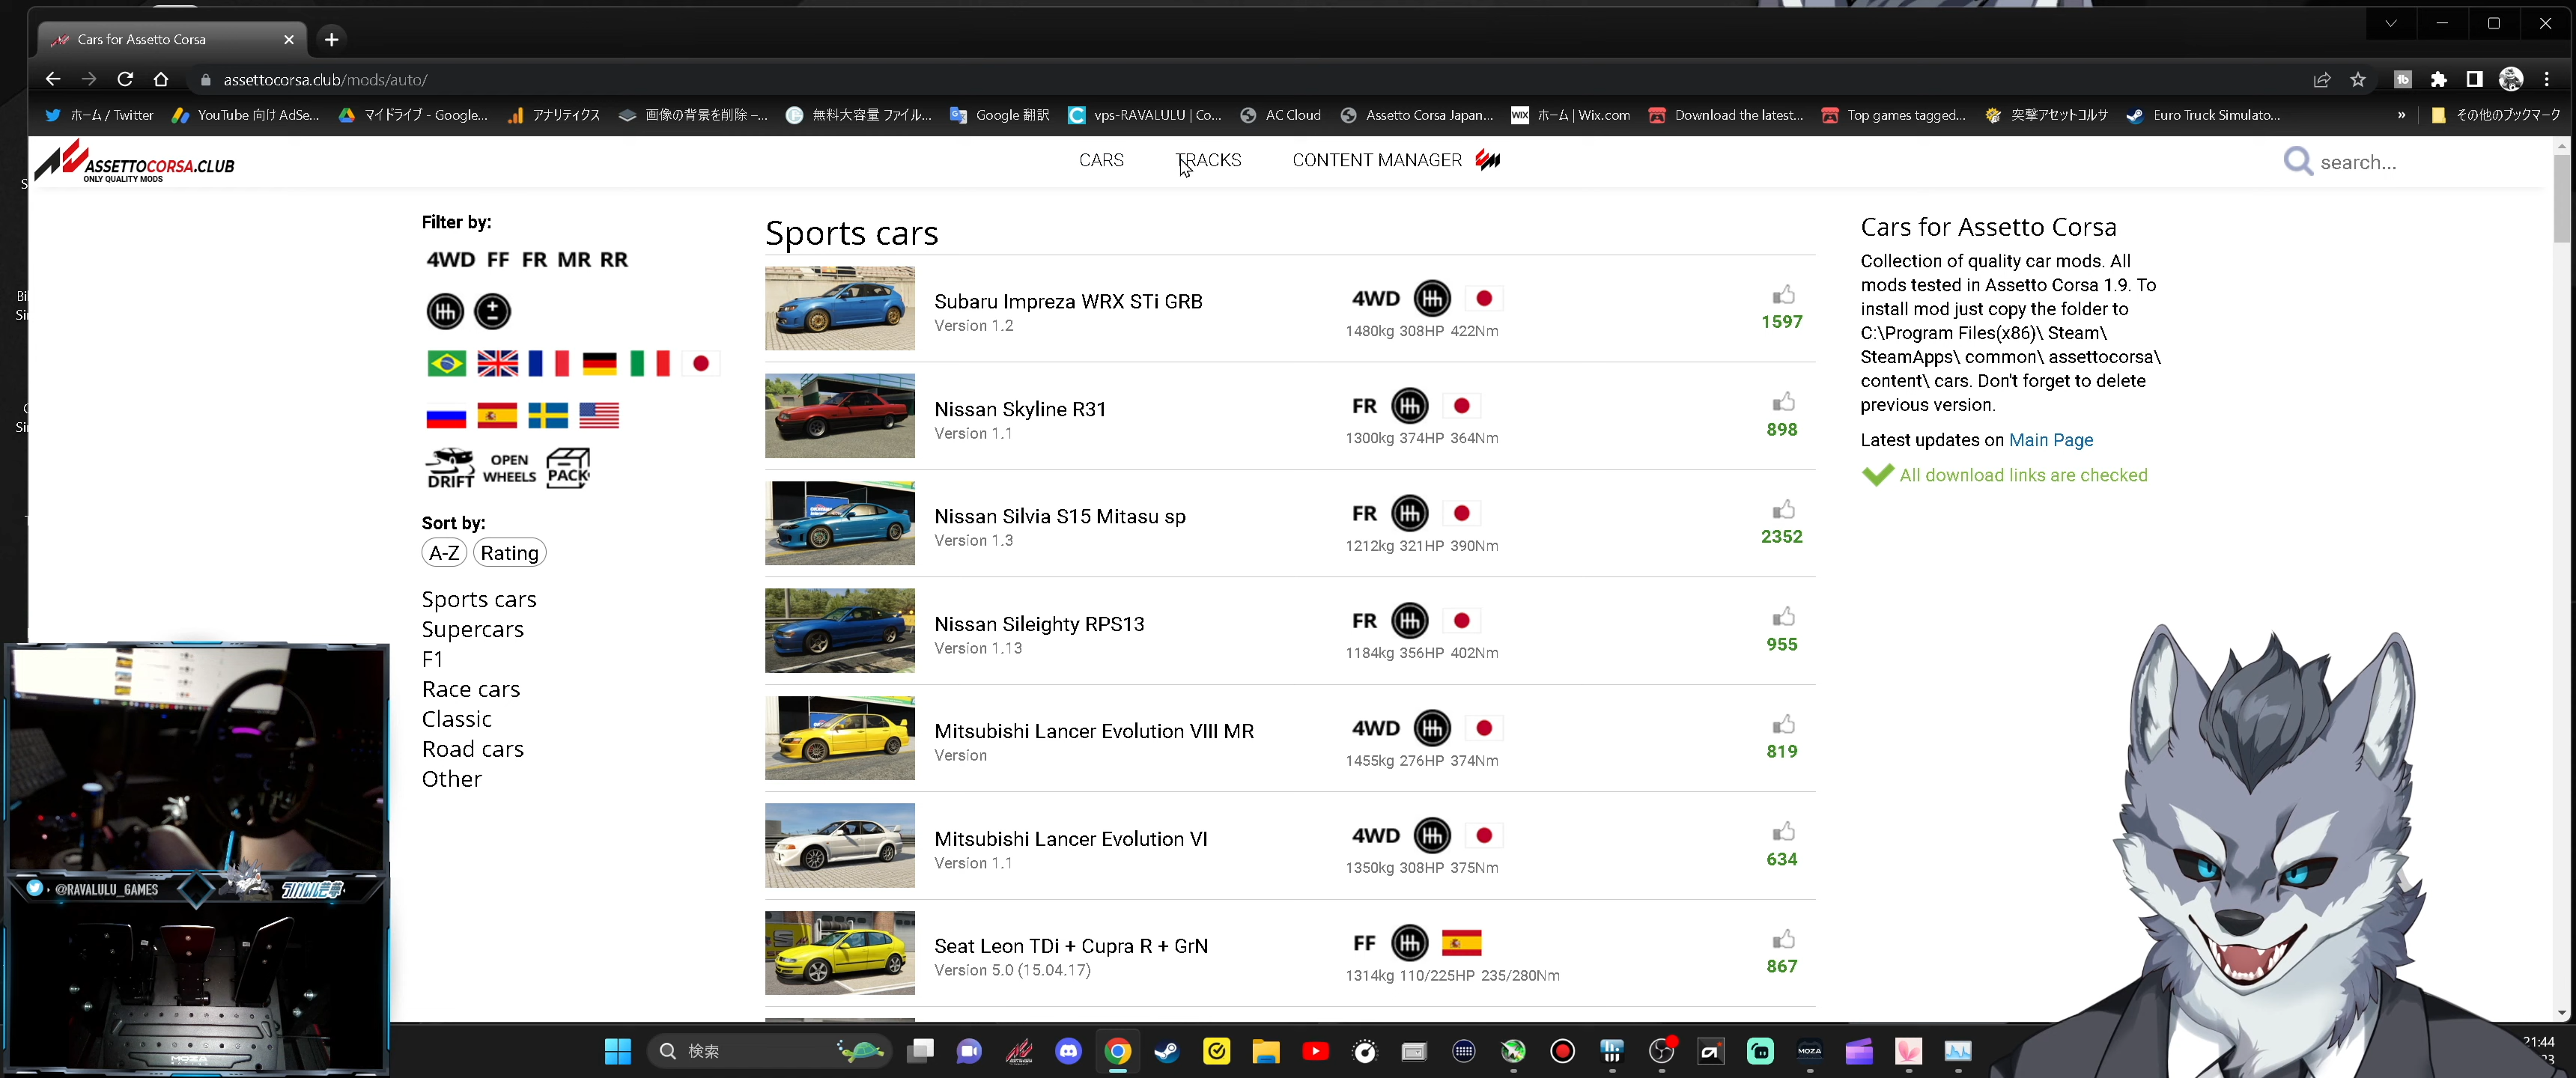 Cars for Assetto Corsa
assettocorsa.club/mods/auto/
ホーム / Twitter
YouTube 向け AdSe...
マイドライブ - Google...
アナリティクス
画像の背景を削除 –...
無料大容量 ファイル...
Google 翻訳
vps-RAVALULU | Co...
AC Cloud
Assetto Corsa Japan...
WIX ホーム | Wix.com
Download the latest...
Top games tagged...
突撃アセットコルサ
Euro Truck Simulato...
»
その他のブックマーク
ASSETTOCORSA.CLUB
ONLY QUALITY MODS
CARS
TRACKS
CONTENT MANAGER
search...
Filter by:
4WD FF FR MR RR
DRIFT
OPEN WHEELS
PACK
Sort by:
A-Z Rating
Sports cars
Supercars
F1
Race cars
Classic
Road cars
Other
Sports cars
Subaru Impreza WRX STi GRB
Version 1.2
4WD
1480kg 308HP 422Nm
1597
Nissan Skyline R31
Version 1.1
FR
1300kg 374HP 364Nm
898
Nissan Silvia S15 Mitasu sp
Version 1.3
FR
1212kg 321HP 390Nm
2352
Nissan Sileighty RPS13
Version 1.13
FR
1184kg 356HP 402Nm
955
Mitsubishi Lancer Evolution VIII MR
Version
4WD
1455kg 276HP 374Nm
819
Mitsubishi Lancer Evolution VI
Version 1.1
4WD
1350kg 308HP 375Nm
634
Seat Leon TDi + Cupra R + GrN
Version 5.0 (15.04.17)
FF
1314kg 110/225HP 235/280Nm
867
Cars for Assetto Corsa
Collection of quality car mods. All
mods tested in Assetto Corsa 1.9. To
install mod just copy the folder to
C:\Program Files(x86)\ Steam\
SteamApps\ common\ assettocorsa\
content\ cars. Don't forget to delete
previous version.
Latest updates on Main Page
All download links are checked
@RAVALULU_GAMES
MOZA
検索
MOZA
21:44